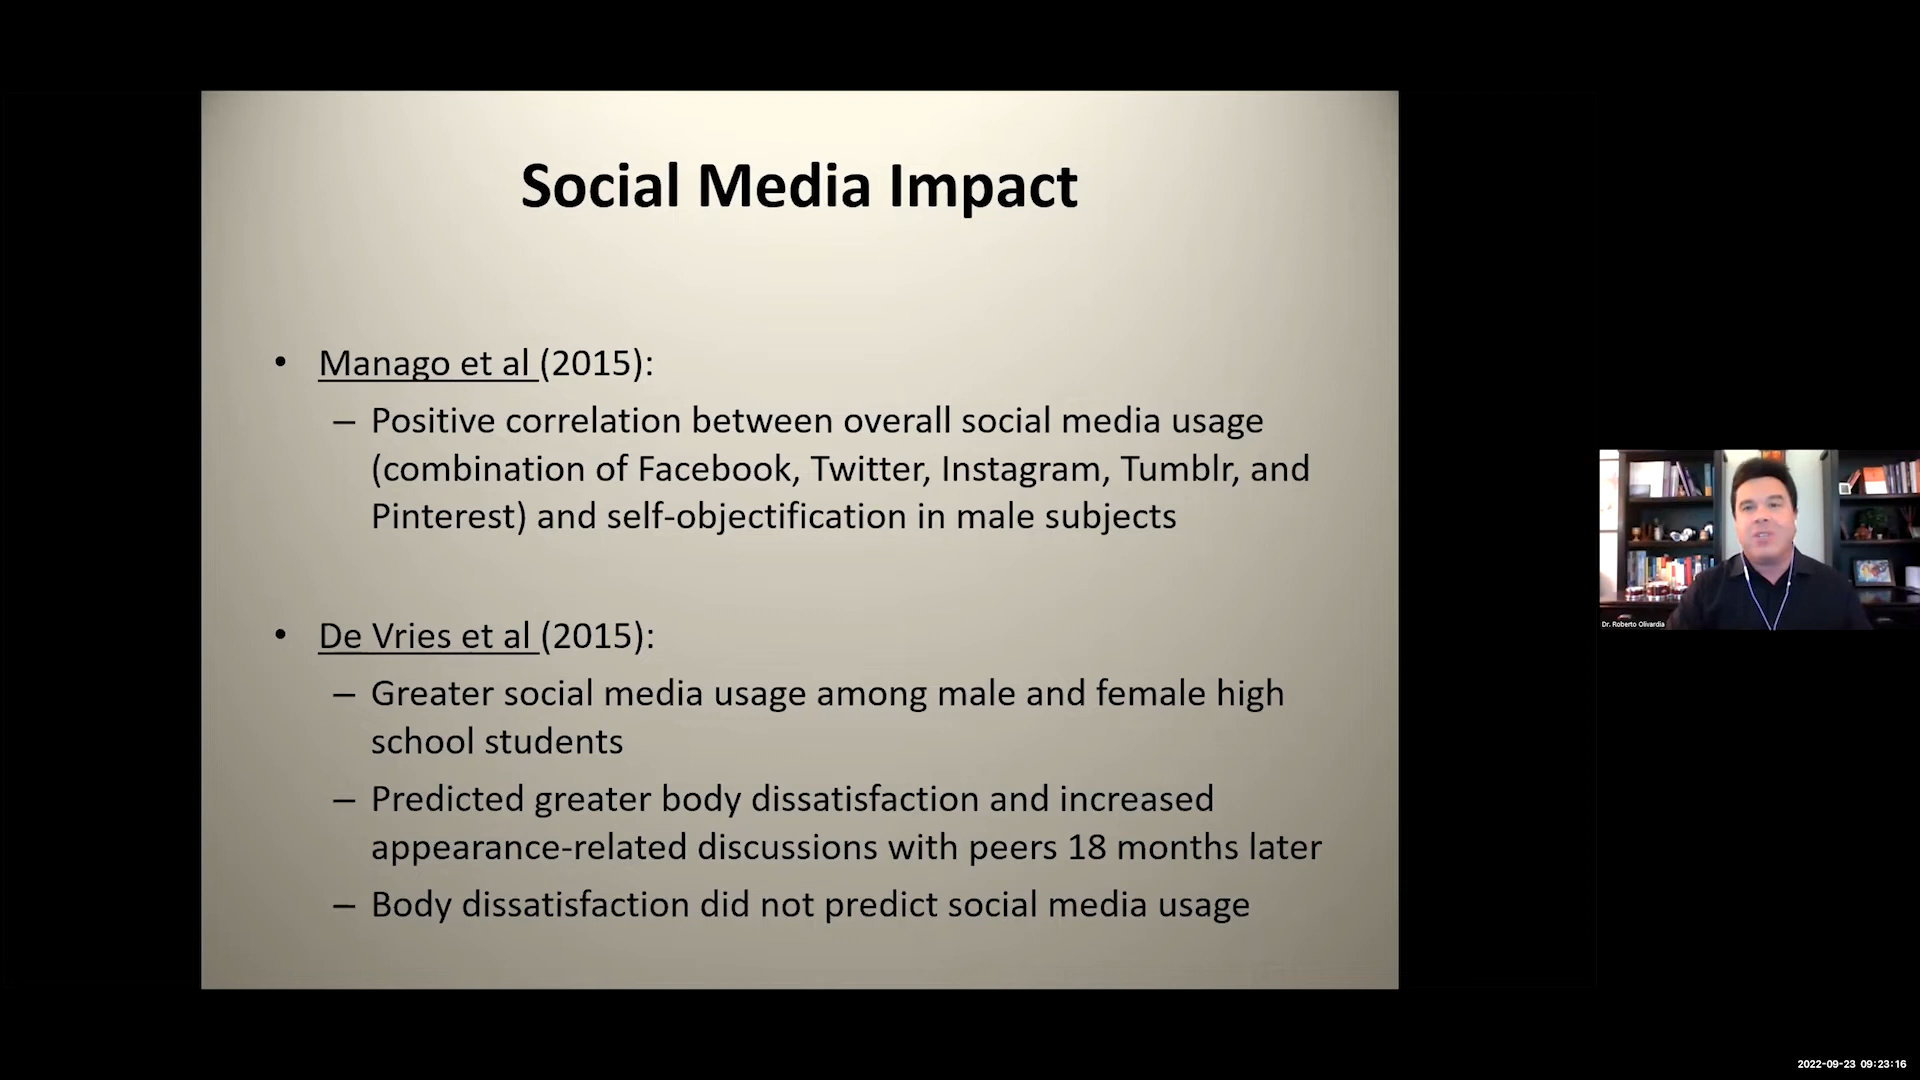 Social Media Impact
• Manago et al (2015):
– Positive correlation between overall social media usage
(combination of Facebook, Twitter, Instagram, Tumblr, and
Pinterest) and self-objectification in male subjects
• De Vries et al (2015):
– Greater social media usage among male and female high
school students
– Predicted greater body dissatisfaction and increased
appearance-related discussions with peers 18 months later
– Body dissatisfaction did not predict social media usage
Dr. Roberto Olivardia
2022-09-23 09:23:16